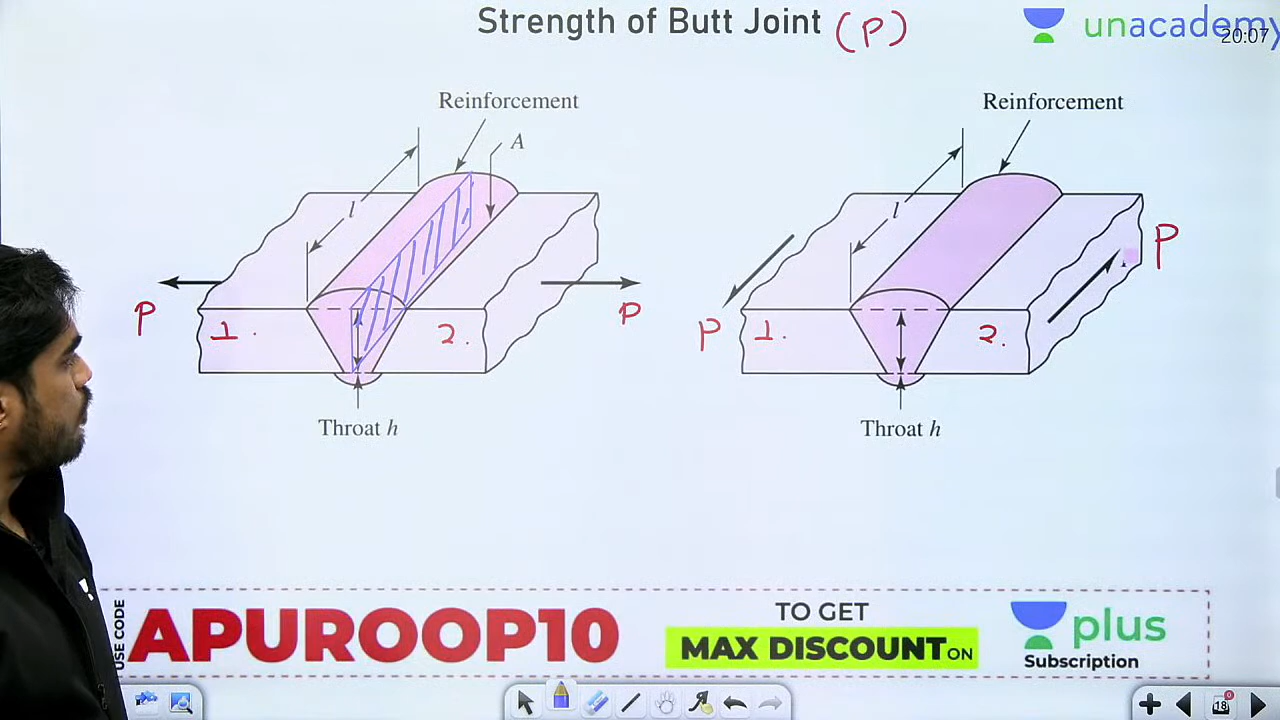 Strength of Butt Joint (P)
unacademy
20:07
Reinforcement
A
l
P
1.
2.
P
Throat h
Reinforcement
l
P
P
1.
2.
Throat h
USE CODE
APUROOP10
TO GET
MAX DISCOUNT ON
plus
Subscription
18